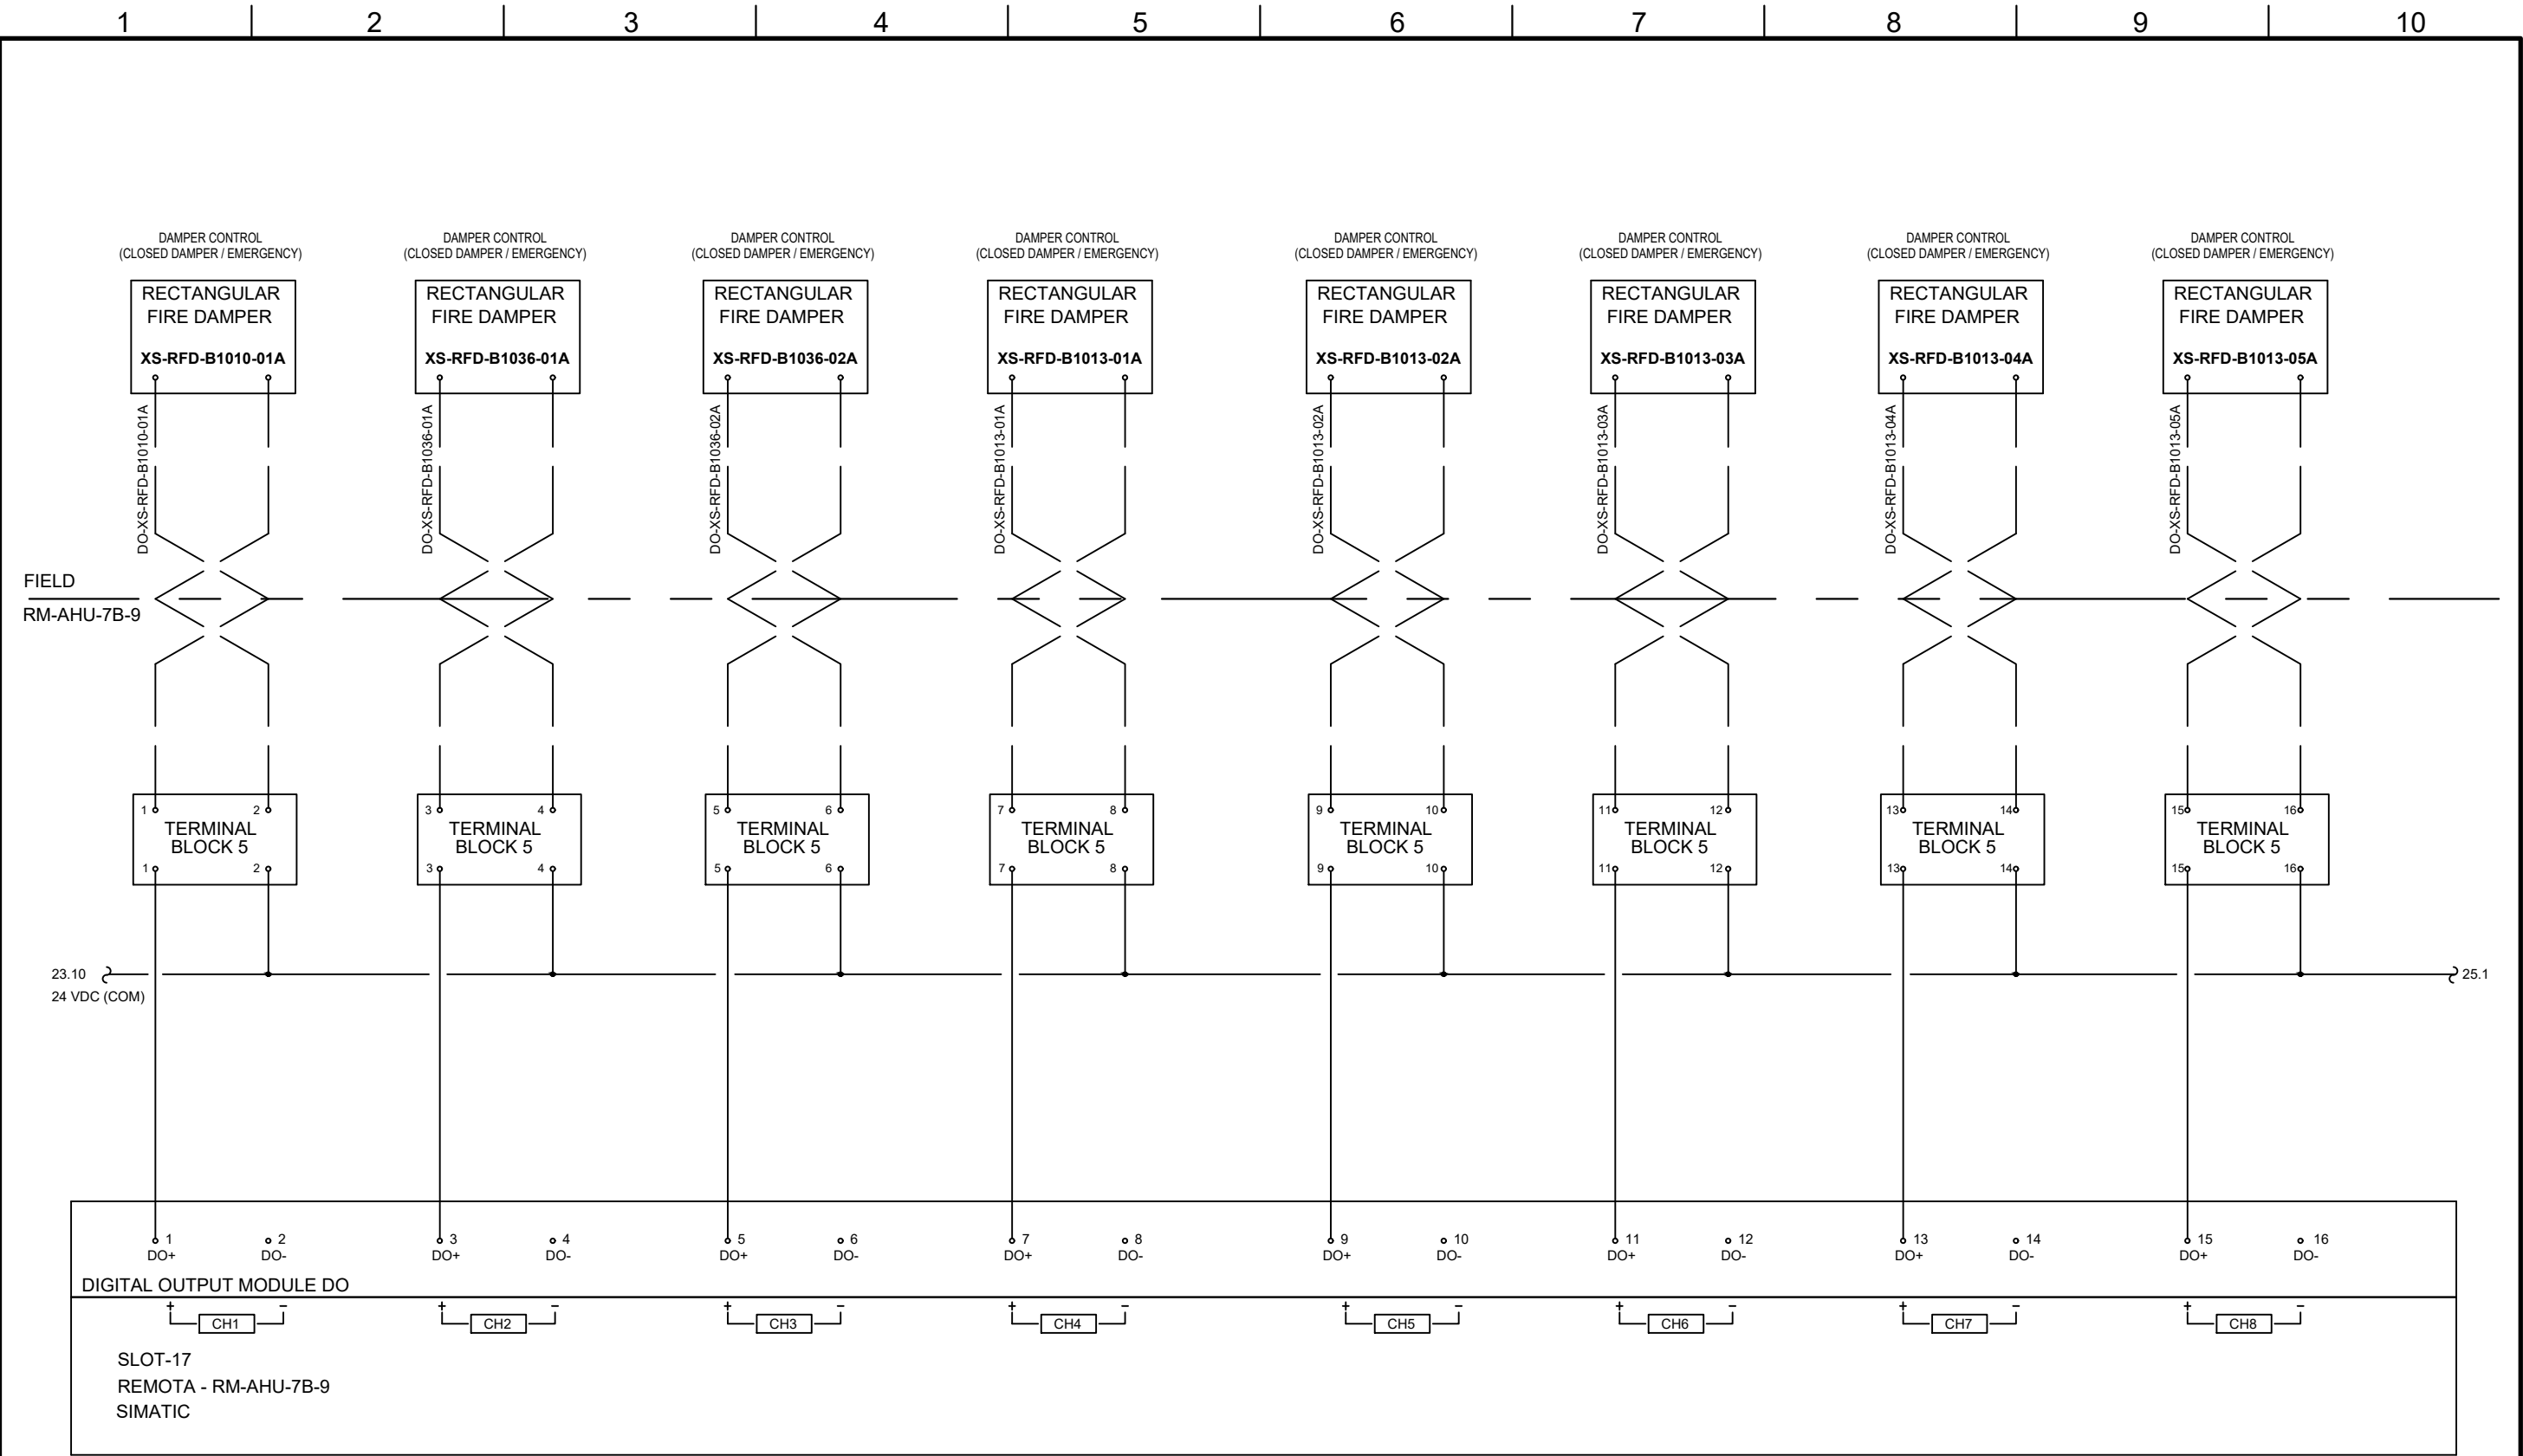 1 2 3 4 5 6 7 8 9 10
DAMPER CONTROL DAMPER CONTROL DAMPER CONTROL DAMPER CONTROL DAMPER CONTROL DAMPER CONTROL DAMPER CONTROL DAMPER CONTROL
(CLOSED DAMPER / EMERGENCY) (CLOSED DAMPER / EMERGENCY) (CLOSED DAMPER / EMERGENCY) (CLOSED DAMPER / EMERGENCY) (CLOSED DAMPER / EMERGENCY) (CLOSED DAMPER / EMERGENCY) (CLOSED DAMPER / EMERGENCY) (CLOSED DAMPER / EMERGENCY)
RECTANGULAR RECTANGULAR RECTANGULAR RECTANGULAR RECTANGULAR RECTANGULAR RECTANGULAR RECTANGULAR
FIRE DAMPER FIRE DAMPER FIRE DAMPER FIRE DAMPER FIRE DAMPER FIRE DAMPER FIRE DAMPER FIRE DAMPER
XS-RFD-B1010-01A XS-RFD-B1036-01A XS-RFD-B1036-02A XS-RFD-B1013-01A XS-RFD-B1013-02A XS-RFD-B1013-03A XS-RFD-B1013-04A XS-RFD-B1013-05A
DO-XS-RFD-B1010-01A
DO-XS-RFD-B1036-01A
DO-XS-RFD-B1036-02A
DO-XS-RFD-B1013-01A
DO-XS-RFD-B1013-02A
DO-XS-RFD-B1013-03A
DO-XS-RFD-B1013-04A
DO-XS-RFD-B1013-05A
FIELD
RM-AHU-7B-9
1 2 3 4 5 6 7 8 9 10 11 12 13 14 15 16
TERMINAL TERMINAL TERMINAL TERMINAL TERMINAL TERMINAL TERMINAL TERMINAL
BLOCK 5 BLOCK 5 BLOCK 5 BLOCK 5 BLOCK 5 BLOCK 5 BLOCK 5 BLOCK 5
1 2 3 4 5 6 7 8 9 10 11 12 13 14 15 16
23.10 25.1
24 VDC (COM)
1 2 3 4 5 6 7 8 9 10 11 12 13 14 15 16
DO+ DO- DO+ DO- DO+ DO- DO+ DO- DO+ DO- DO+ DO- DO+ DO- DO+ DO-
DIGITAL OUTPUT MODULE DO
+ - + - + - + - + - + - + - + -
CH1 CH2 CH3 CH4 CH5 CH6 CH7 CH8
SLOT-17
REMOTA - RM-AHU-7B-9
SIMATIC